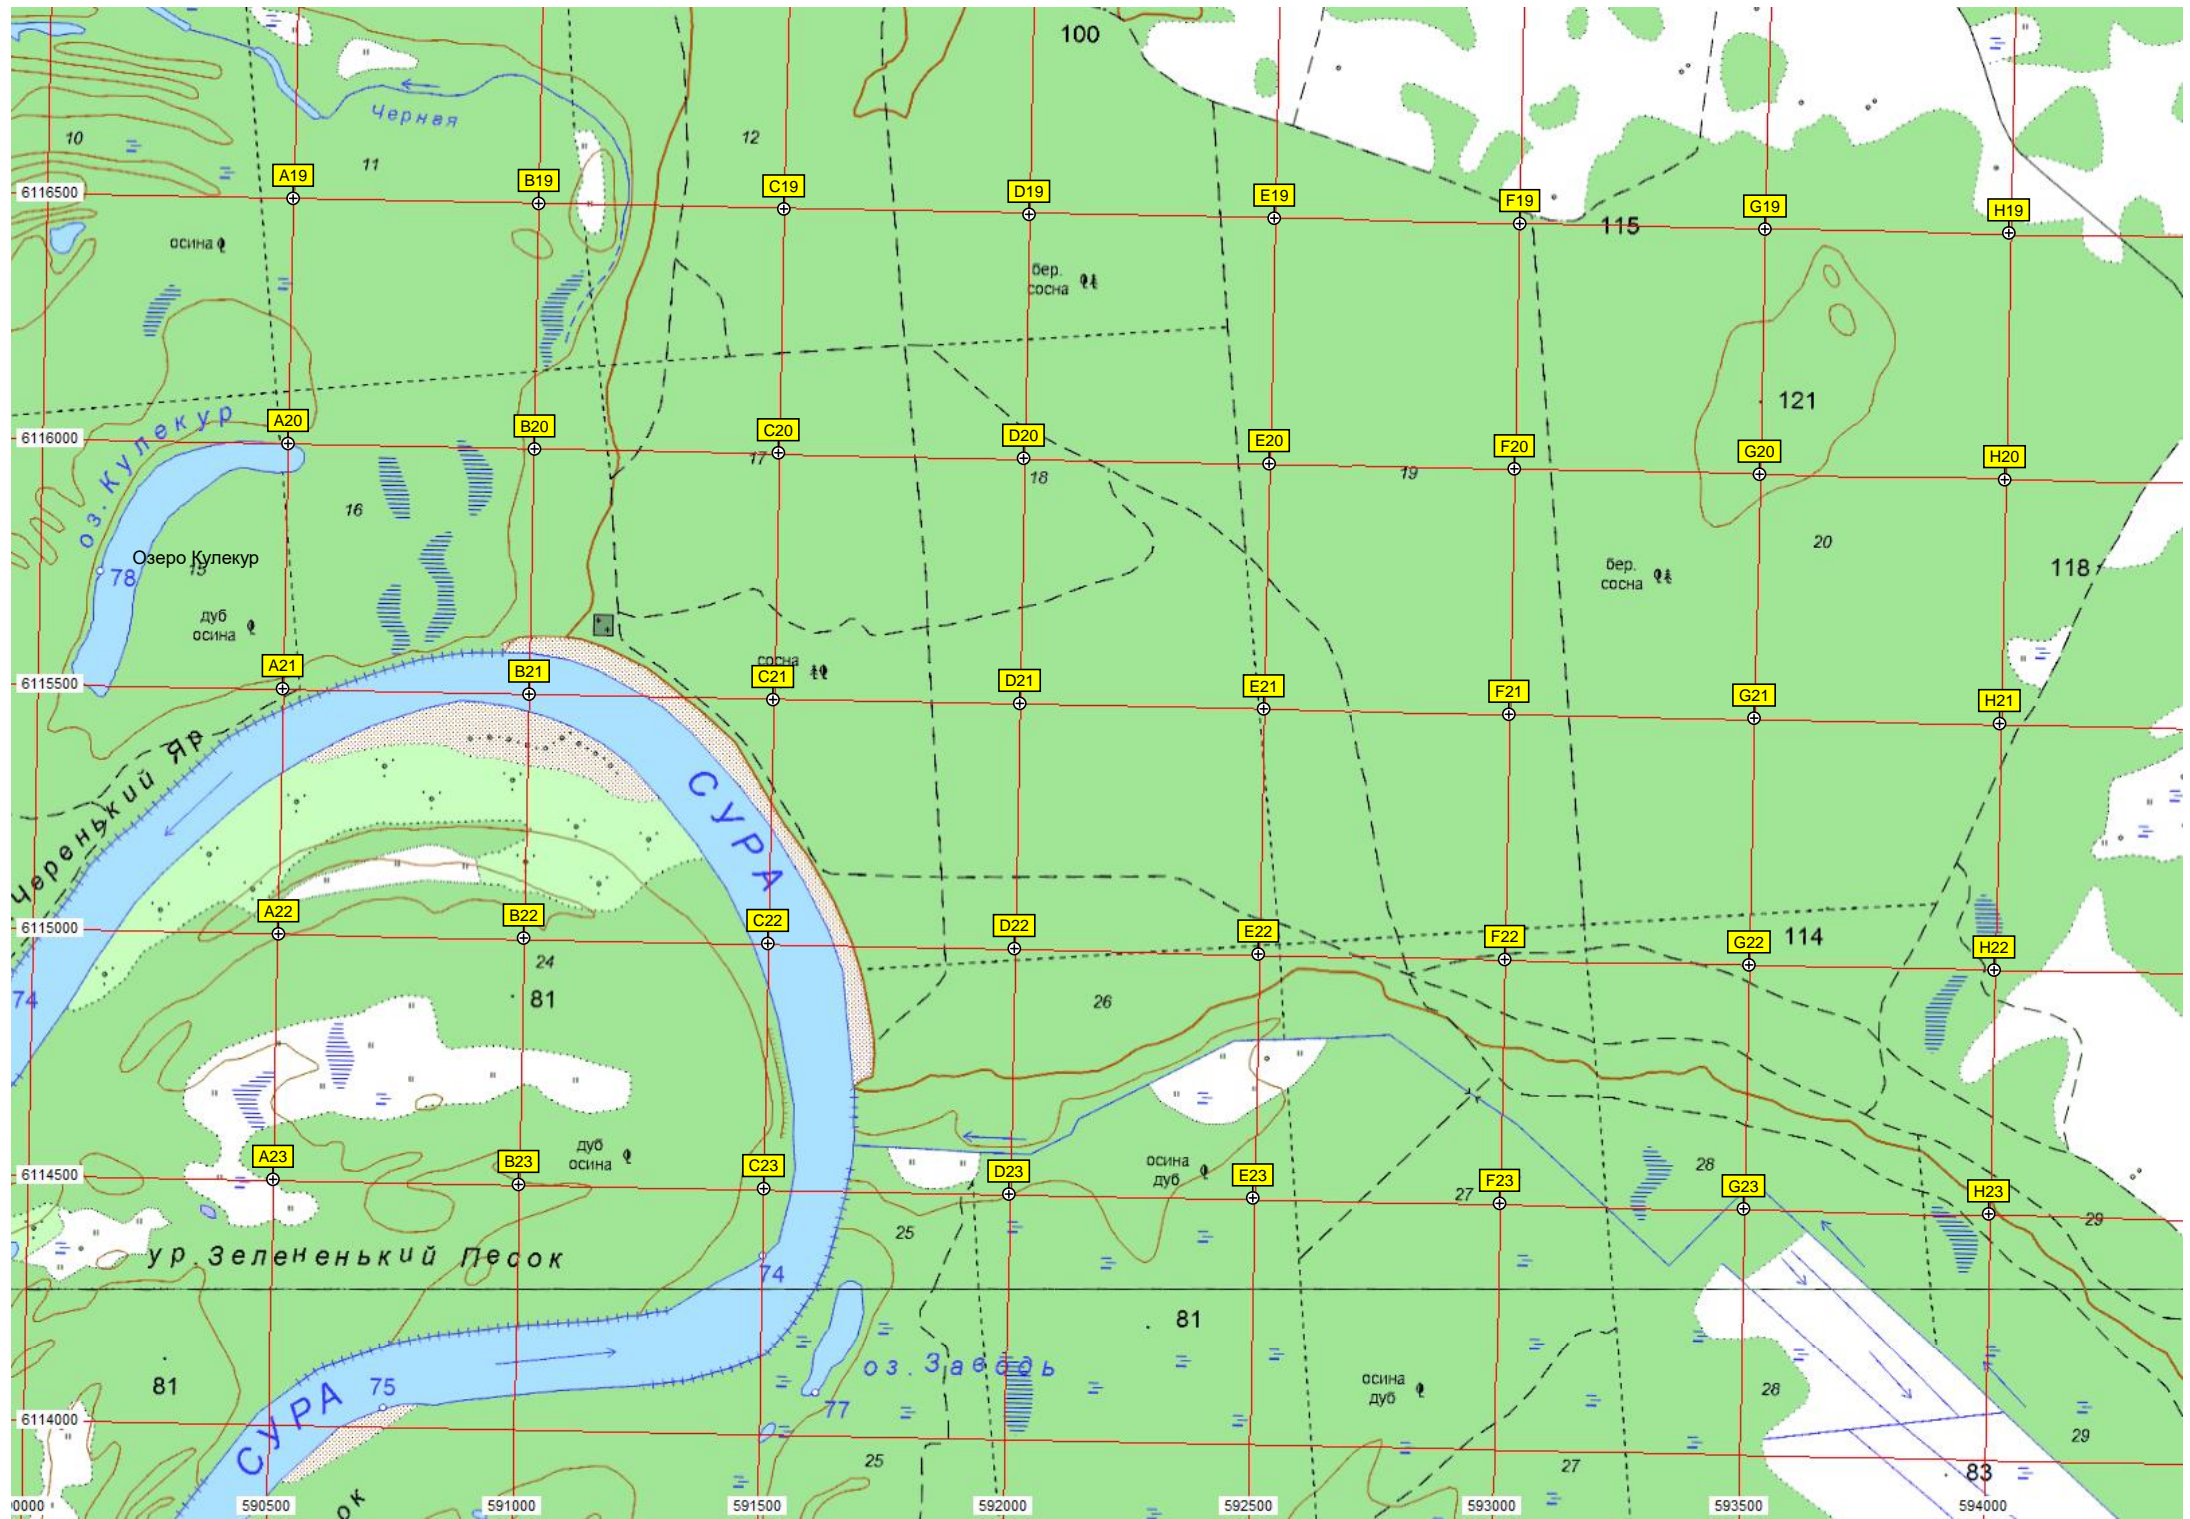 100
Черная
10
11
12
A19
B19
C19
D19
E19
F19
G19
H19
6116500
115
осина
бер.
сосна
121
оз. Кулекур
A20
B20
C20
D20
E20
F20
G20
H20
6116000
17
18
19
16
20
Озеро Кулекур
15
78
бер.
сосна
118
дуб
осина
сосна
A21
B21
C21
D21
E21
F21
G21
H21
6115500
Черенький Яр
СУРА
A22
B22
C22
D22
E22
F22
G22
H22
6115000
114
24
74
81
26
дуб
осина
осина
дуб
A23
B23
C23
D23
E23
F23
G23
H23
6114500
28
27
29
25
ур. Зелененький Песок
74
81
оз. Заводь
81
75
77
осина
дуб
28
6114000
СУРА
25
27
29
83
ок
0000
590500
591000
591500
592000
592500
593000
593500
594000